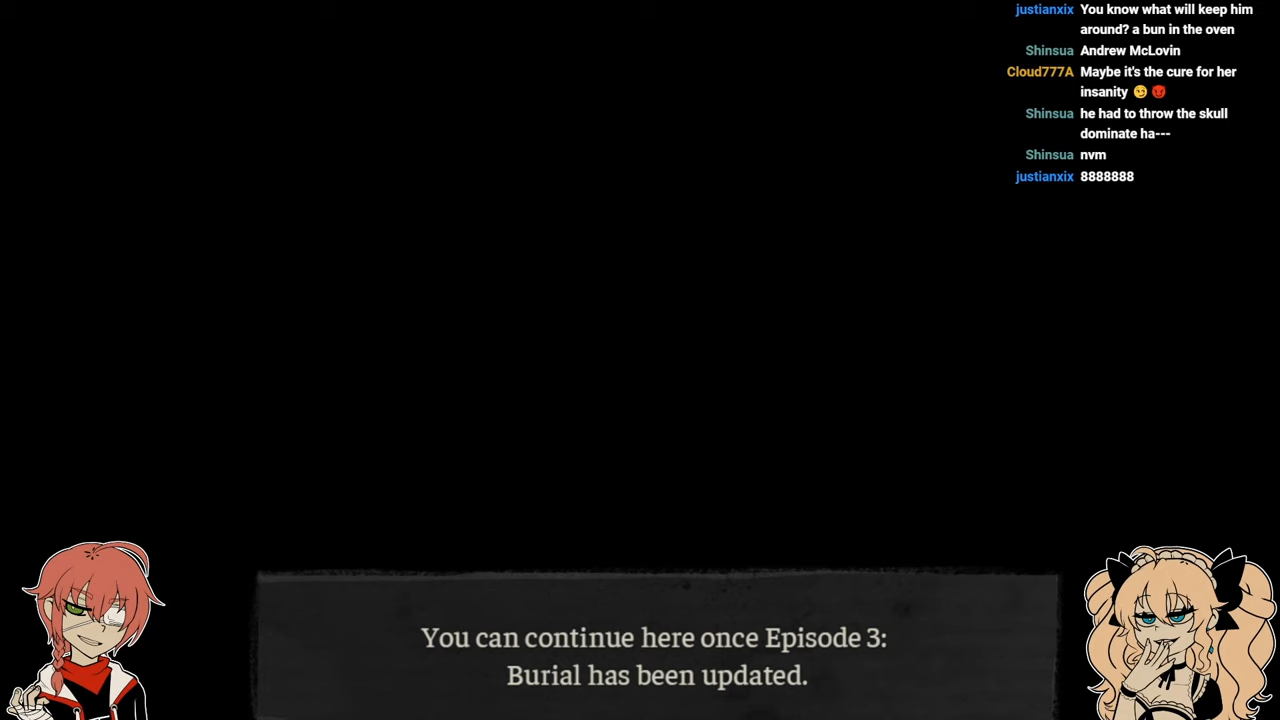 justianxix You know what will keep him
around? a bun in the oven
Shinsua Andrew McLovin
Cloud777A Maybe it's the cure for her
insanity 😏 😈
Shinsua he had to throw the skull
dominate ha---
Shinsua nvm
justianxix 8888888
You can continue here once Episode 3:
Burial has been updated.